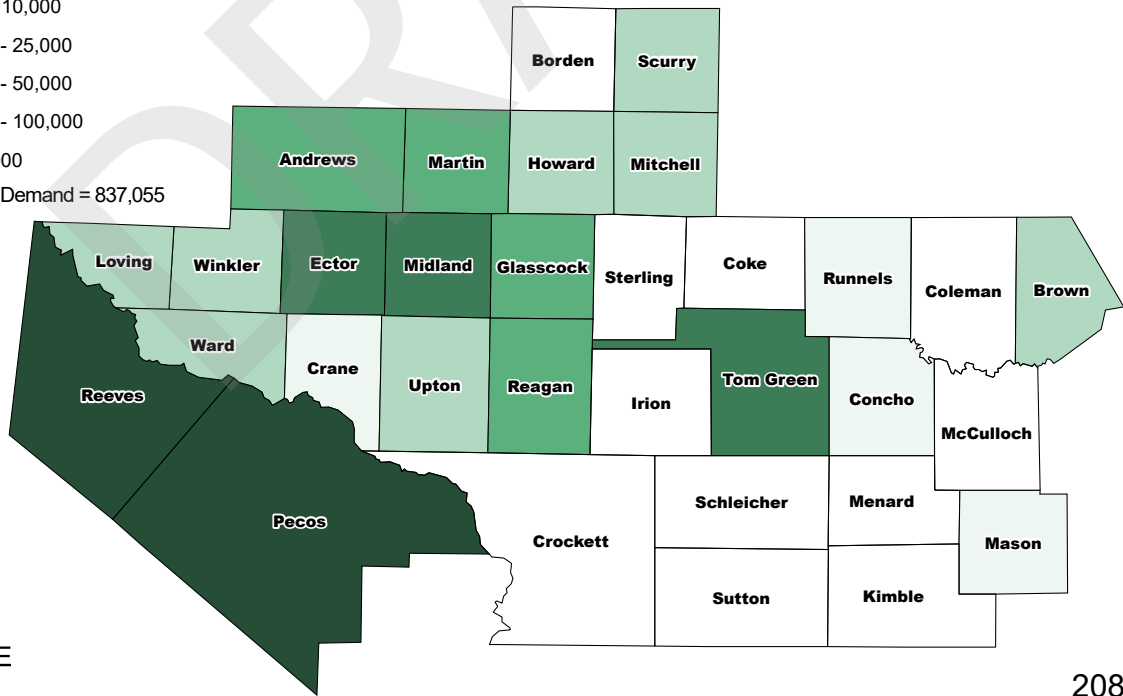 10,000
- 25,000
- 50,000
- 100,000
00
Demand = 837,055
Borden
Scurry
Andrews
Martin
Howard
Mitchell
Loving
Winkler
Ector
Midland
Glasscock
Sterling
Coke
Runnels
Coleman
Brown
Ward
Crane
Upton
Reagan
Irion
Tom Green
Concho
McCulloch
Reeves
Pecos
Crockett
Schleicher
Menard
Mason
Sutton
Kimble
E
208